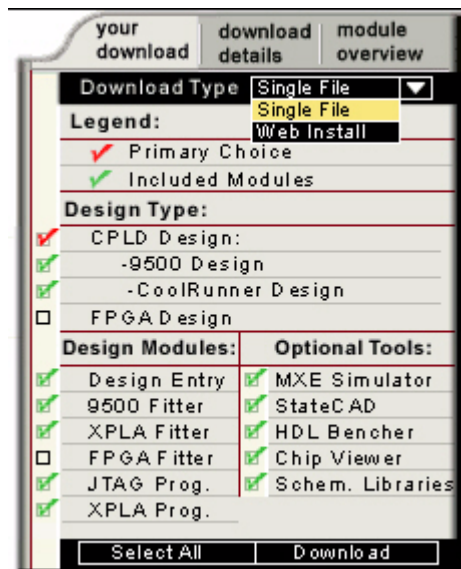 your download
download details
module overview
Download Type Single File
Single File
Web Install
Legend:
Primary Choice
Included Modules
Design Type:
CPLD Design:
-9500 Design
-CoolRunner Design
FPGA Design
Design Modules:
Design Entry
9500 Fitter
XPLA Fitter
FPGA Fitter
JTAG Prog.
XPLA Prog.
Optional Tools:
MXE Simulator
StateCAD
HDL Bencher
Chip Viewer
Schem. Libraries
Select All
Download